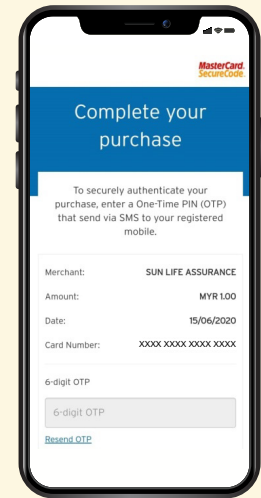 MasterCard.
SecureCode.
Complete your
purchase
To securely authenticate your
purchase, enter a One-Time PIN (OTP)
that send via SMS to your registered
mobile.
Merchant: SUN LIFE ASSURANCE
Amount: MYR 1.00
Date: 15/06/2020
Card Number: XXXX XXXX XXXX XXXX
6-digit OTP
6-digit OTP
Resend OTP